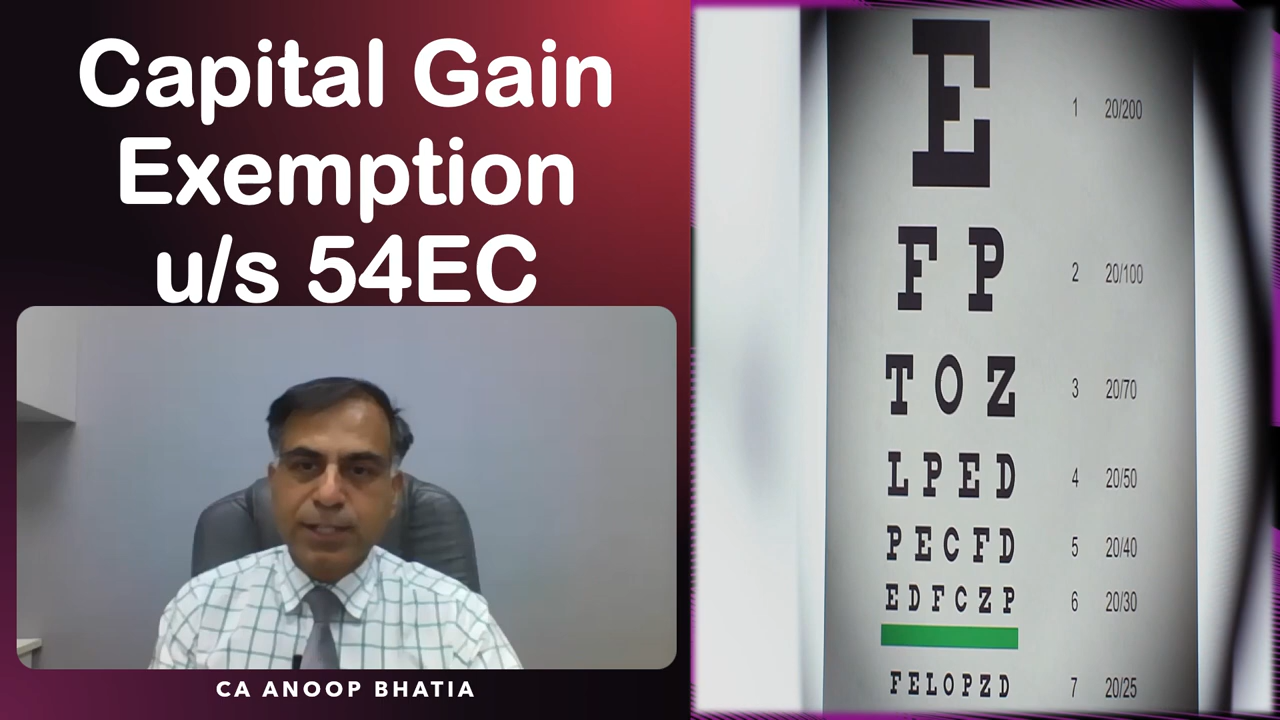 Capital Gain
Exemption
u/s 54EC
CA ANOOP BHATIA
E 1 20/200
F P 2 20/100
T O Z 3 20/70
L P E D 4 20/50
P E C F D 5 20/40
E D F C Z P 6 20/30
F E L O P Z D 7 20/25